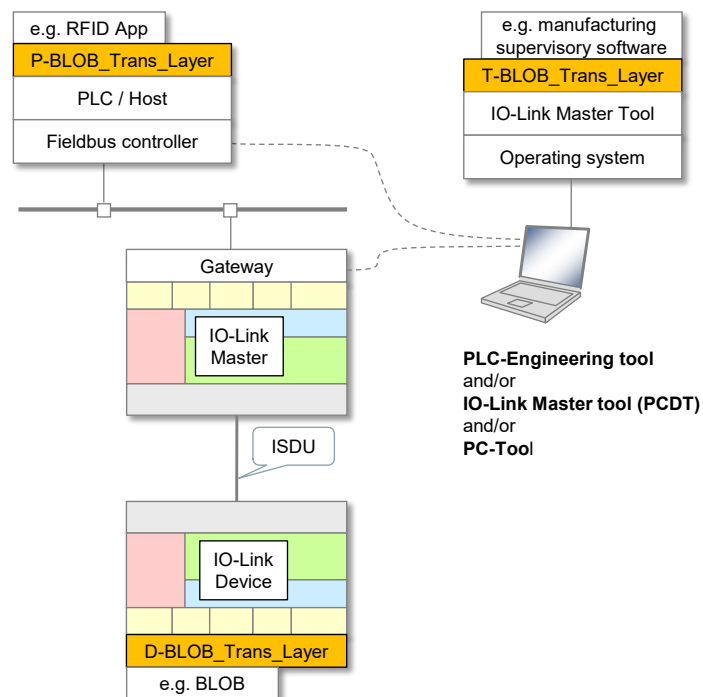 e.g. RFID App
P-BLOB_Trans_Layer
PLC / Host
Fieldbus controller
e.g. manufacturing
supervisory software
T-BLOB_Trans_Layer
IO-Link Master Tool
Operating system
Gateway
IO-Link
Master
PLC-Engineering tool
and/or
IO-Link Master tool (PCDT)
and/or
PC-Tool
ISDU
IO-Link
Device
D-BLOB_Trans_Layer
e.g. BLOB